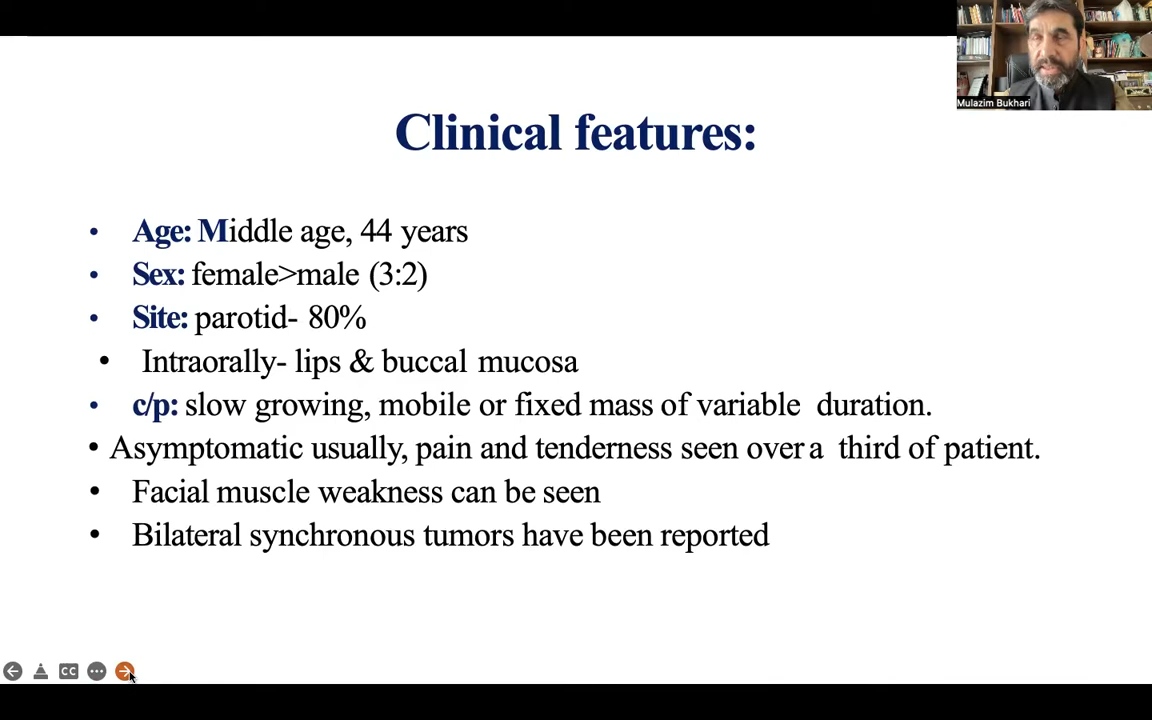 Mulazim Bukhari
Clinical features:
• Age: Middle age, 44 years
• Sex: female>male (3:2)
• Site: parotid- 80%
• Intraorally- lips & buccal mucosa
• c/p: slow growing, mobile or fixed mass of variable duration.
• Asymptomatic usually, pain and tenderness seen over a third of patient.
• Facial muscle weakness can be seen
• Bilateral synchronous tumors have been reported
CC